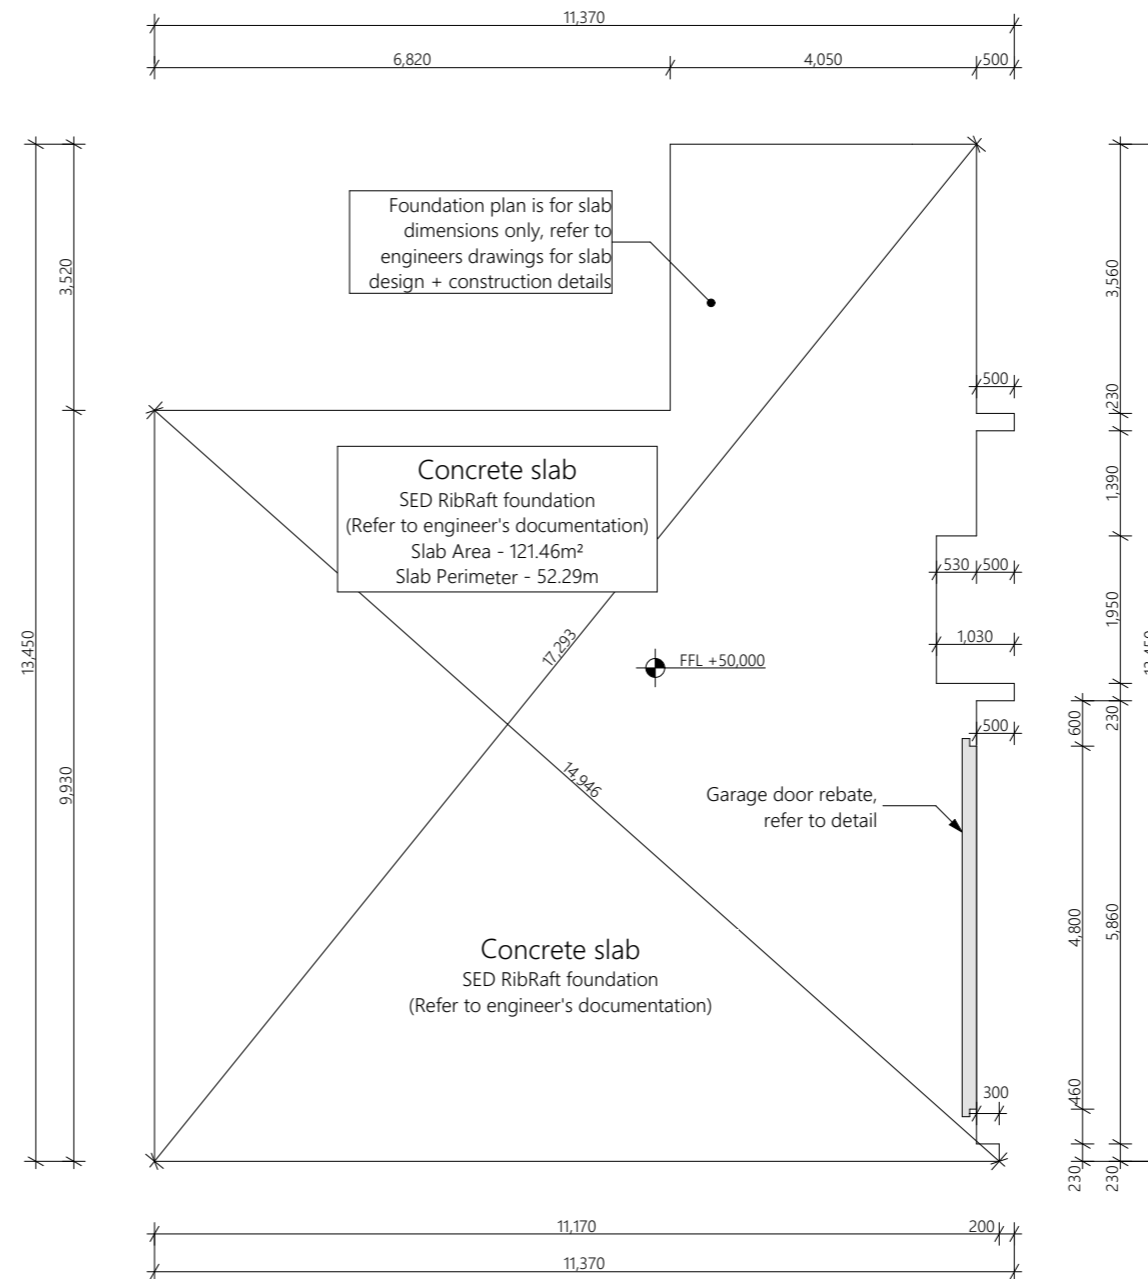 11,370
6,820
4,050
500
Foundation plan is for slab
dimensions only, refer to
engineers drawings for slab
design + construction details
3,520
3,560
500
230
Concrete slab
SED RibRaft foundation
(Refer to engineer's documentation)
Slab Area - 121.46m²
Slab Perimeter - 52.29m
1,390
530
500
1,950
13,450
17,293
1,030
FFL +50,000
500
600
230
9,930
14,946
Garage door rebate,
refer to detail
4,800
5,860
Concrete slab
SED RibRaft foundation
(Refer to engineer's documentation)
300
460
230
230
11,170
200
11,370